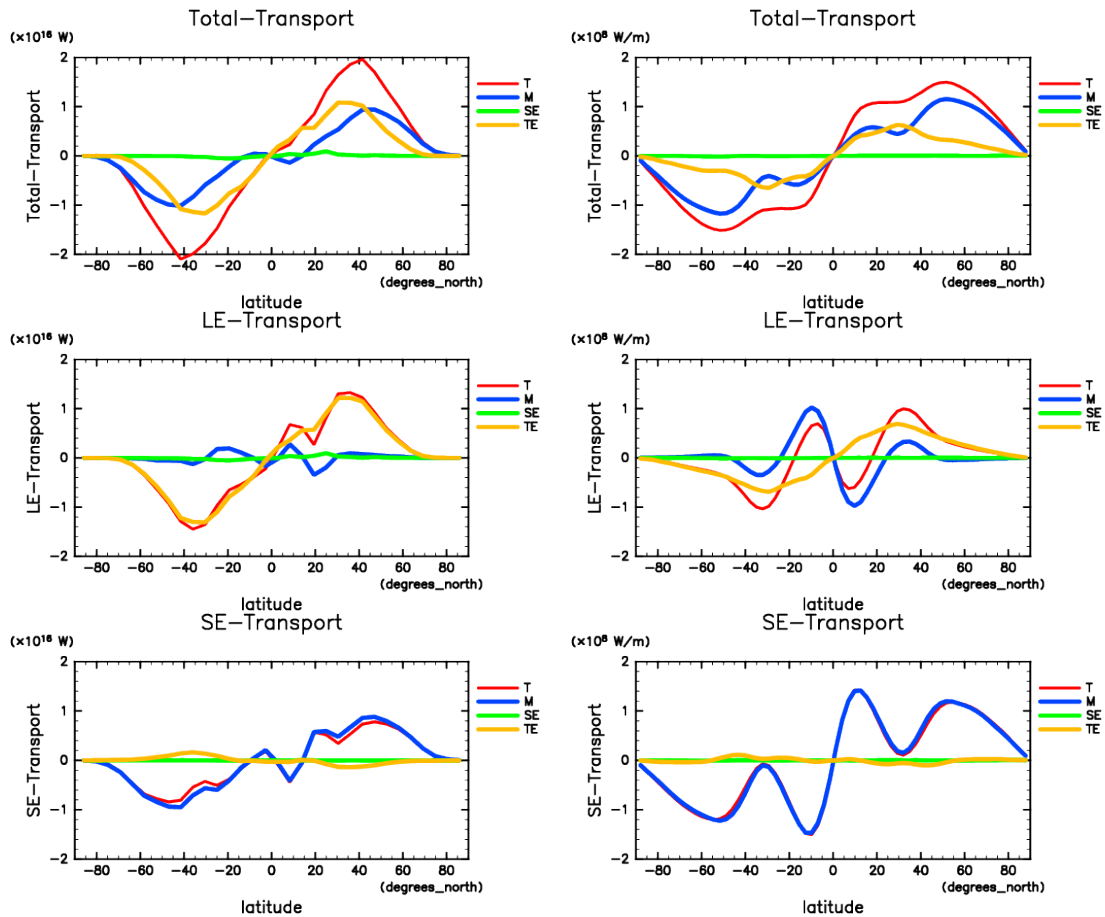 Total−Transport
(×10¹⁶ W)
2
1
0
−1
−2
Total−Transport
−80 −60 −40 −20 0 20 40 60 80
(degrees_north)
latitude
T
M
SE
TE
Total−Transport
(×10⁸ W/m)
2
1
0
−1
−2
Total−Transport
−80 −60 −40 −20 0 20 40 60 80
(degrees_north)
latitude
T
M
SE
TE
LE−Transport
(×10¹⁶ W)
2
1
0
−1
−2
LE−Transport
−80 −60 −40 −20 0 20 40 60 80
(degrees_north)
latitude
T
M
SE
TE
LE−Transport
(×10⁸ W/m)
2
1
0
−1
−2
LE−Transport
−80 −60 −40 −20 0 20 40 60 80
(degrees_north)
latitude
T
M
SE
TE
SE−Transport
(×10¹⁶ W)
2
1
0
−1
−2
SE−Transport
−80 −60 −40 −20 0 20 40 60 80
(degrees_north)
latitude
T
M
SE
TE
SE−Transport
(×10⁸ W/m)
2
1
0
−1
−2
SE−Transport
−80 −60 −40 −20 0 20 40 60 80
(degrees_north)
latitude
T
M
SE
TE